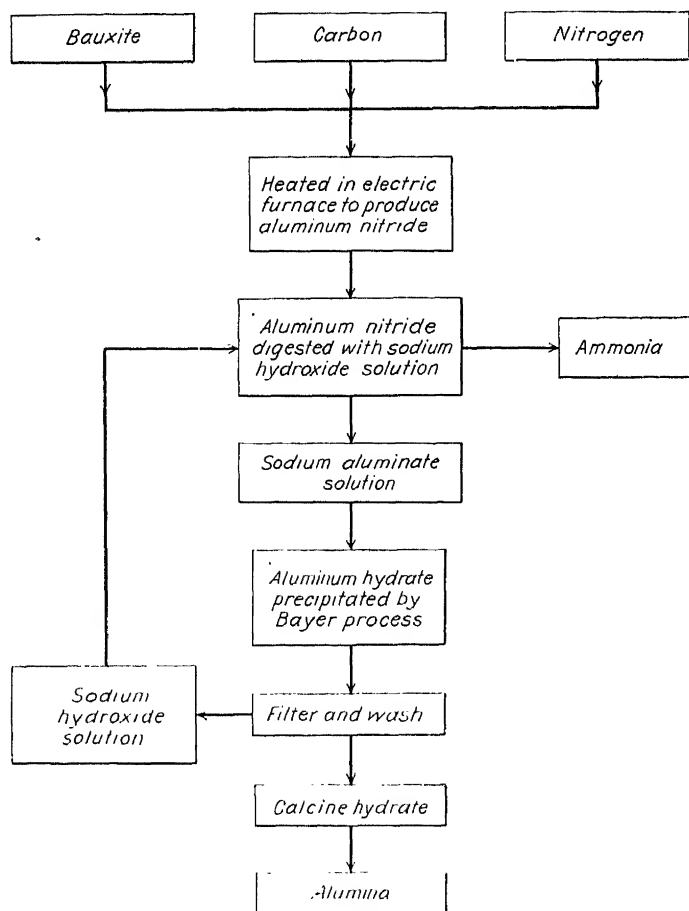 Bauxite
Carbon
Nitrogen
Heated in electric
furnace to produce
aluminum nitride
Aluminum nitride
digested with sodium
hydroxide solution
Ammonia
Sodium aluminate
solution
Aluminum hydrate
precipitated by
Bayer process
Sodium
hydroxide
solution
Filter and wash
Calcine hydrate
Alumina